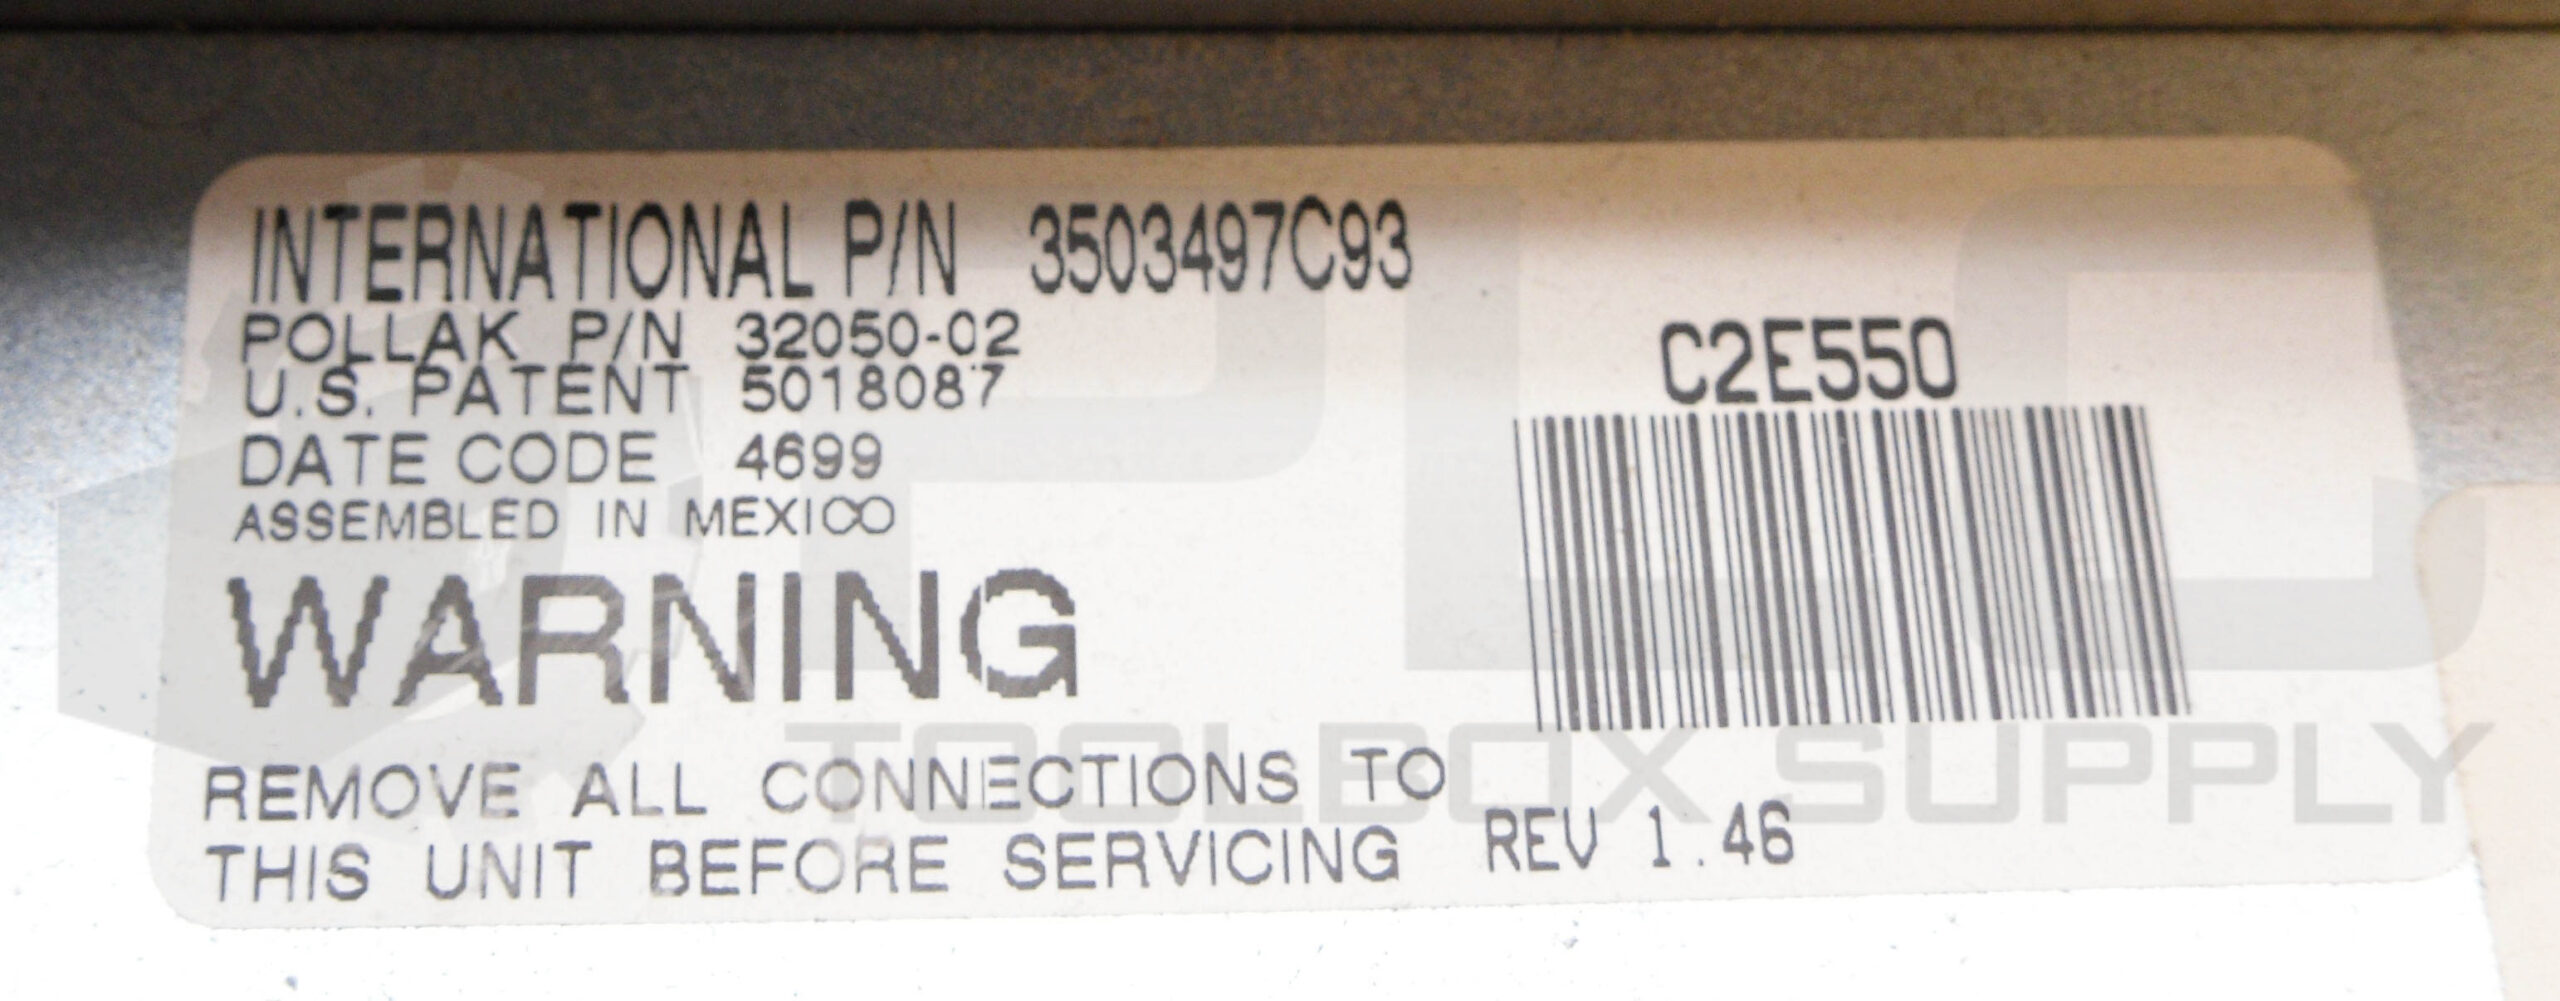 INTERNATIONAL P/N 3503497C93
POLLAK P/N 32050-02
U.S. PATENT 5018087
DATE CODE 4699
ASSEMBLED IN MEXICO
WARNING
REMOVE ALL CONNECTIONS TO
THIS UNIT BEFORE SERVICING
C2E550
REV 1.46
PLC
TOOLBOX SUPPLY